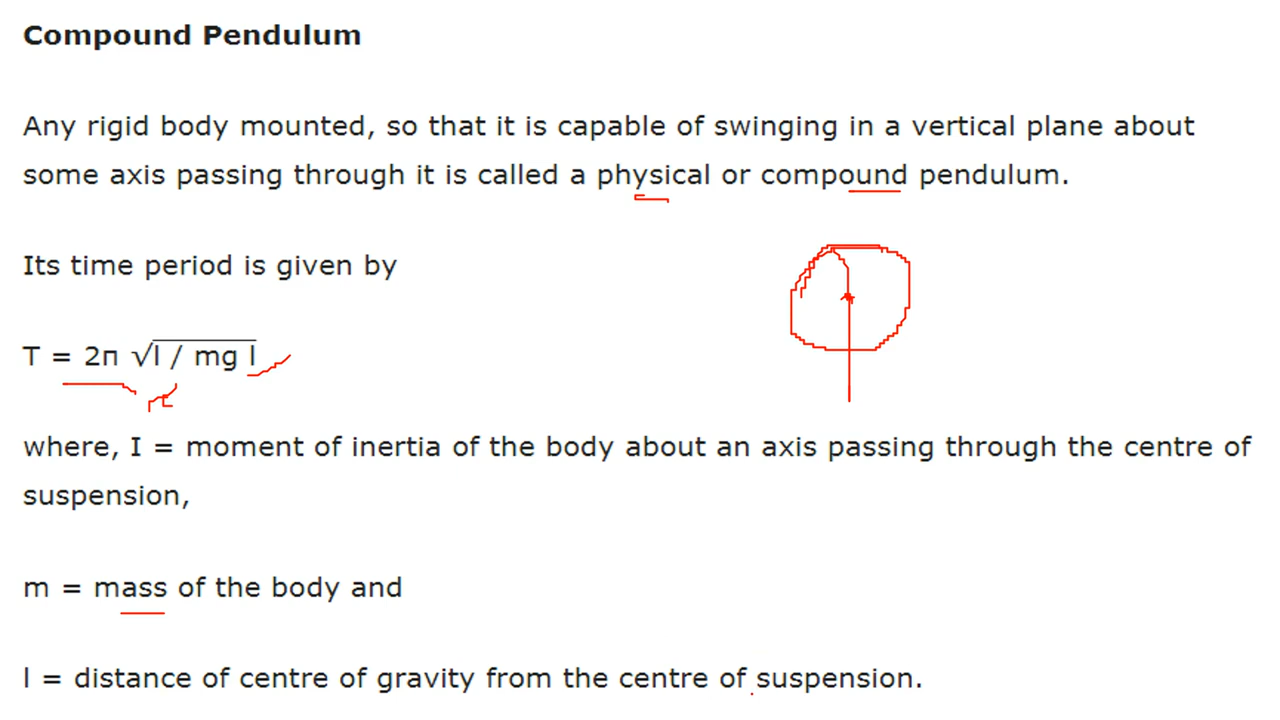 Compound Pendulum
Any rigid body mounted, so that it is capable of swinging in a vertical plane about
some axis passing through it is called a physical or compound pendulum.
Its time period is given by
T = 2п √I / mg l
where, I = moment of inertia of the body about an axis passing through the centre of
suspension,
m = mass of the body and
l = distance of centre of gravity from the centre of suspension.